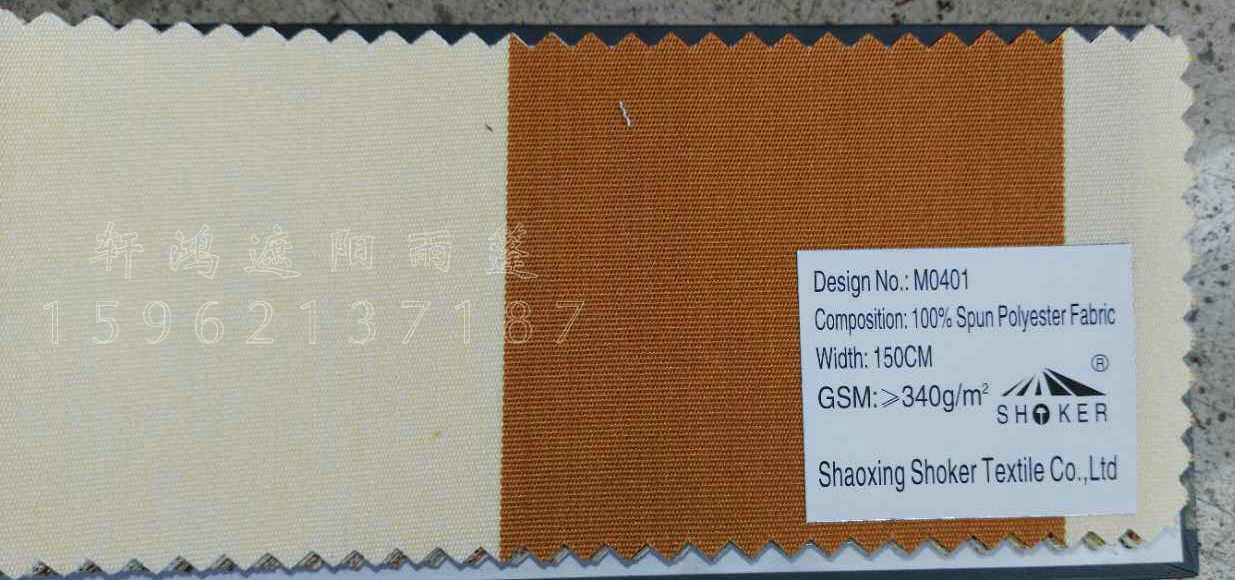 轩鸿遮阳雨篷
15962137187
Design No.: M0401
Composition: 100% Spun Polyester Fabric
Width: 150CM
GSM:≥340g/m²
®
SHOKER
Shaoxing Shoker Textile Co.,Ltd